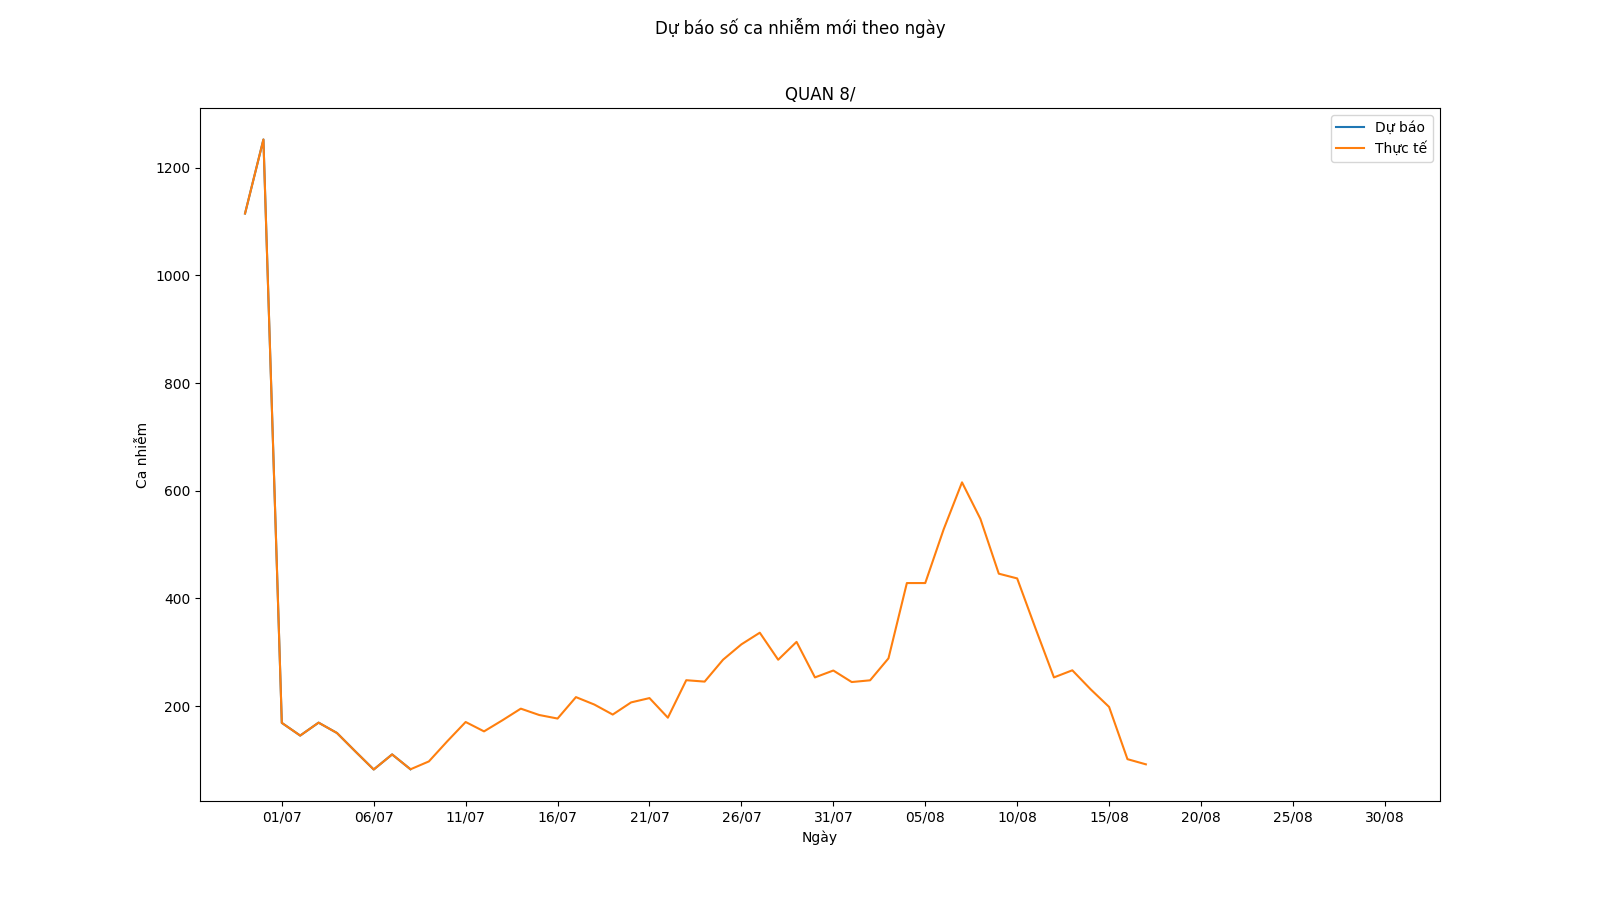 Dự báo số ca nhiễm mới theo ngày
QUAN 8/
Dự báo
Thực tế
1200
1000
800
600
400
200
Ca nhiễm
01/07 06/07 11/07 16/07 21/07 26/07 31/07 05/08 10/08 15/08 20/08 25/08 30/08
Ngày